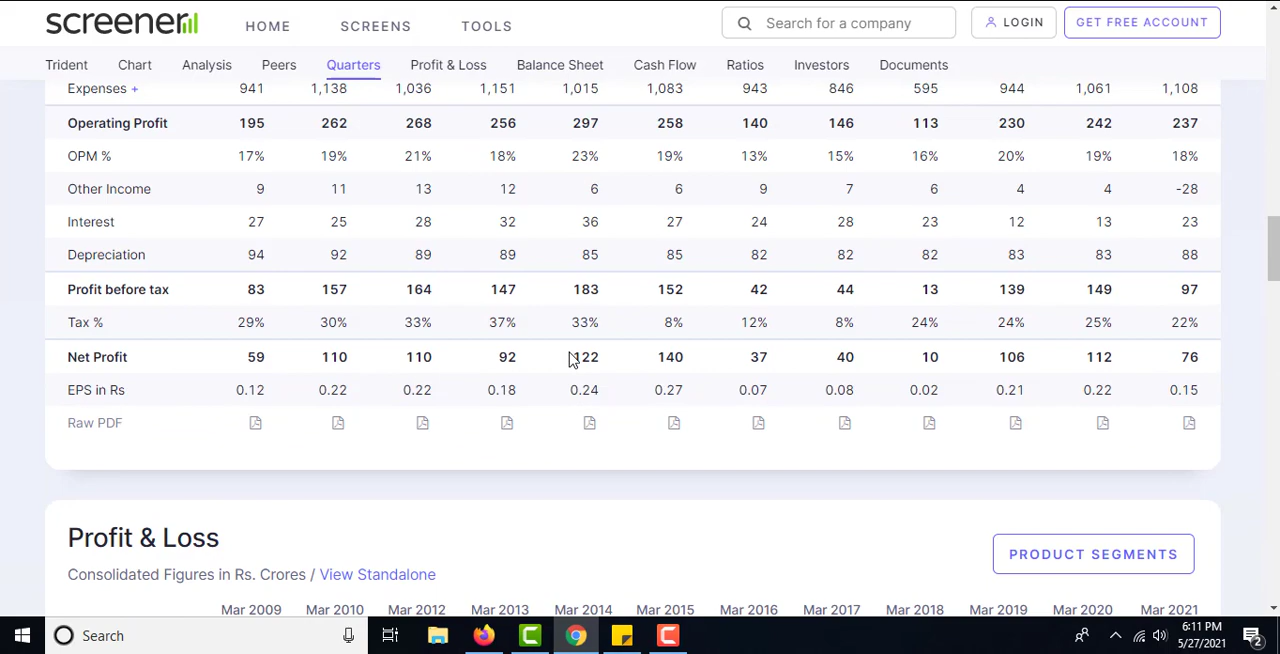 screener HOME SCREENS TOOLS Search for a company LOGIN GET FREE ACCOUNT
Trident Chart Analysis Peers Quarters Profit & Loss Balance Sheet Cash Flow Ratios Investors Documents
Expenses + 941 1,138 1,036 1,151 1,015 1,083 943 846 595 944 1,061 1,108
Operating Profit 195 262 268 256 297 258 140 146 113 230 242 237
OPM % 17% 19% 21% 18% 23% 19% 13% 15% 16% 20% 19% 18%
Other Income 9 11 13 12 6 6 9 7 6 4 4 -28
Interest 27 25 28 32 36 27 24 28 23 12 13 23
Depreciation 94 92 89 89 85 85 82 82 82 83 83 88
Profit before tax 83 157 164 147 183 152 42 44 13 139 149 97
Tax % 29% 30% 33% 37% 33% 8% 12% 8% 24% 24% 25% 22%
Net Profit 59 110 110 92 122 140 37 40 10 106 112 76
EPS in Rs 0.12 0.22 0.22 0.18 0.24 0.27 0.07 0.08 0.02 0.21 0.22 0.15
Raw PDF
Profit & Loss
PRODUCT SEGMENTS
Consolidated Figures in Rs. Crores / View Standalone
Mar 2009 Mar 2010 Mar 2012 Mar 2013 Mar 2014 Mar 2015 Mar 2016 Mar 2017 Mar 2018 Mar 2019 Mar 2020 Mar 2021
Search
6:11 PM
5/27/2021
2